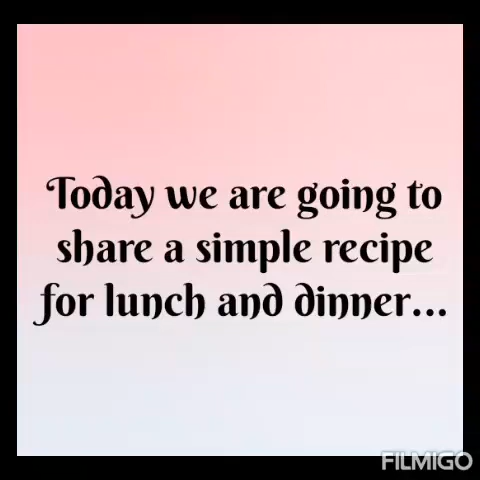 Today we are going to
share a simple recipe
for lunch and dinner...
FILMIGO